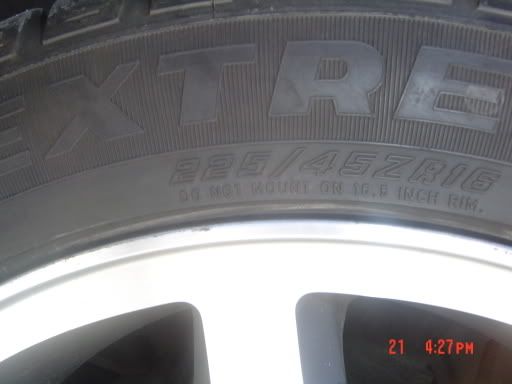 EXTRE
225/45ZR16
DO NOT MOUNT ON 16.5 INCH RIM.
21 4:27PM